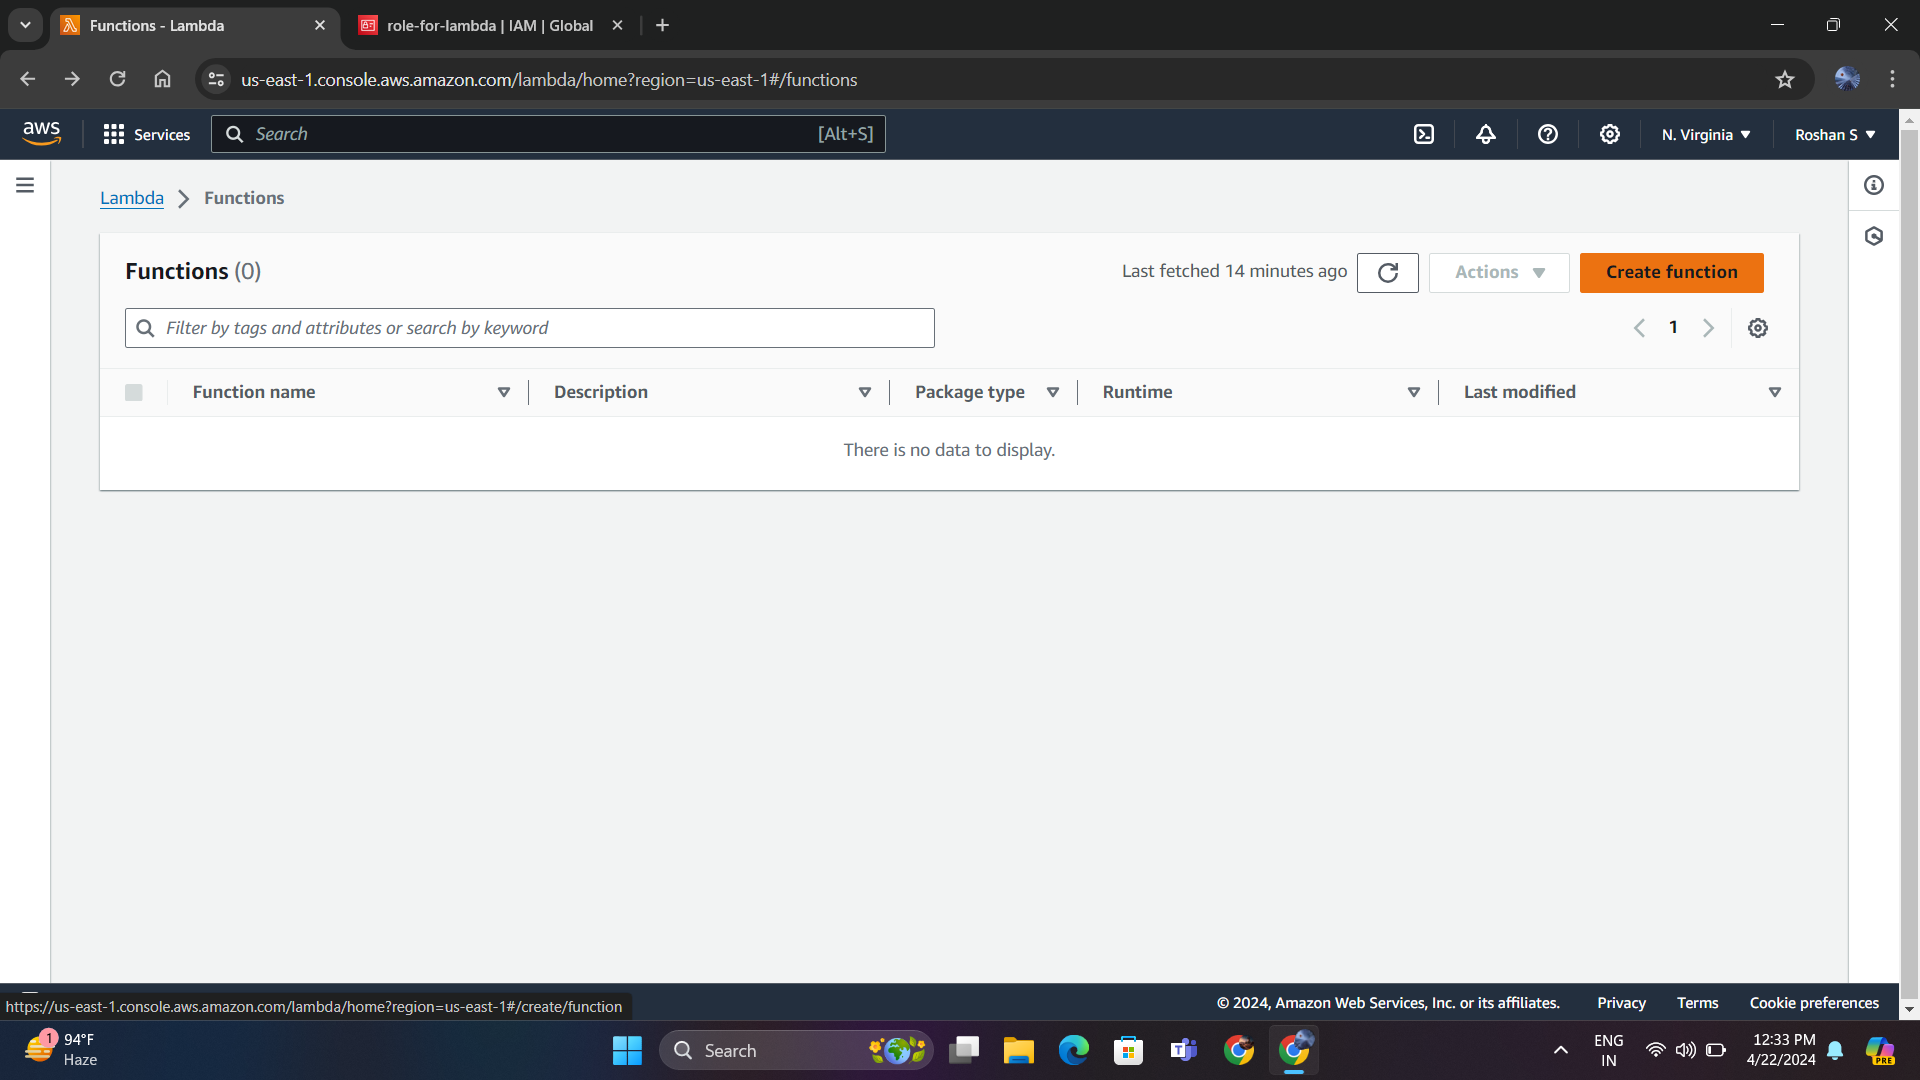 Functions - Lambda
role-for-lambda | IAM | Global
us-east-1.console.aws.amazon.com/lambda/home?region=us-east-1#/functions
aws
Services
Search
[Alt+S]
N. Virginia
Roshan S
Lambda
Functions
Functions (0)
Last fetched 14 minutes ago
Actions
Create function
Filter by tags and attributes or search by keyword
1
Function name
Description
Package type
Runtime
Last modified
There is no data to display.
https://us-east-1.console.aws.amazon.com/lambda/home?region=us-east-1#/create/function
© 2024, Amazon Web Services, Inc. or its affiliates.
Privacy
Terms
Cookie preferences
1
94°F
Haze
Search
ENG
IN
12:33 PM
4/22/2024
PRE